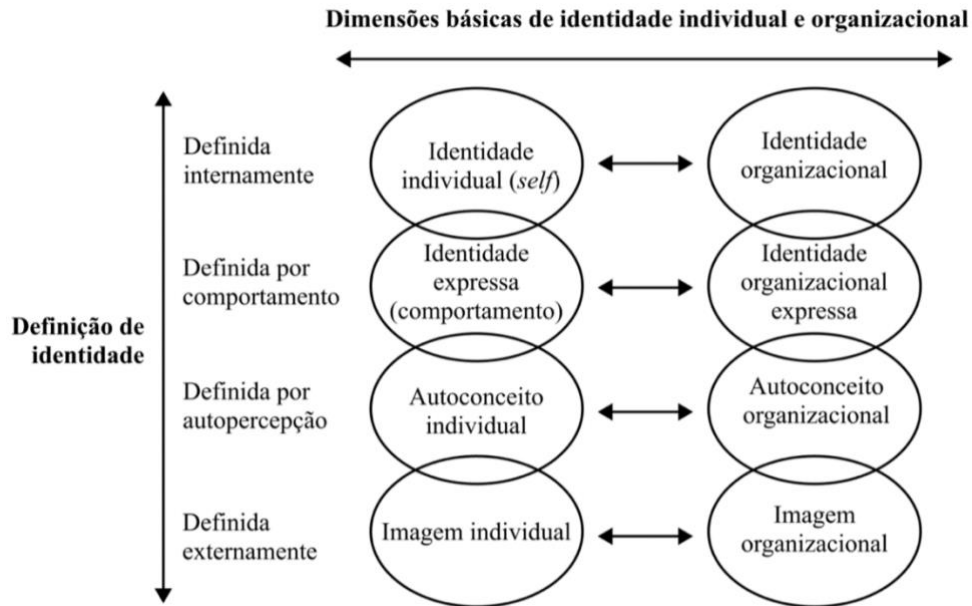 Dimensões básicas de identidade individual e organizacional
Definida
internamente
Identidade
individual (self)
Identidade
organizacional
Definida por
comportamento
Identidade
expressa
(comportamento)
Identidade
organizacional
expressa
Definição de
identidade
Definida por
autopercepção
Autoconceito
individual
Autoconceito
organizacional
Definida
externamente
Imagem individual
Imagem
organizacional